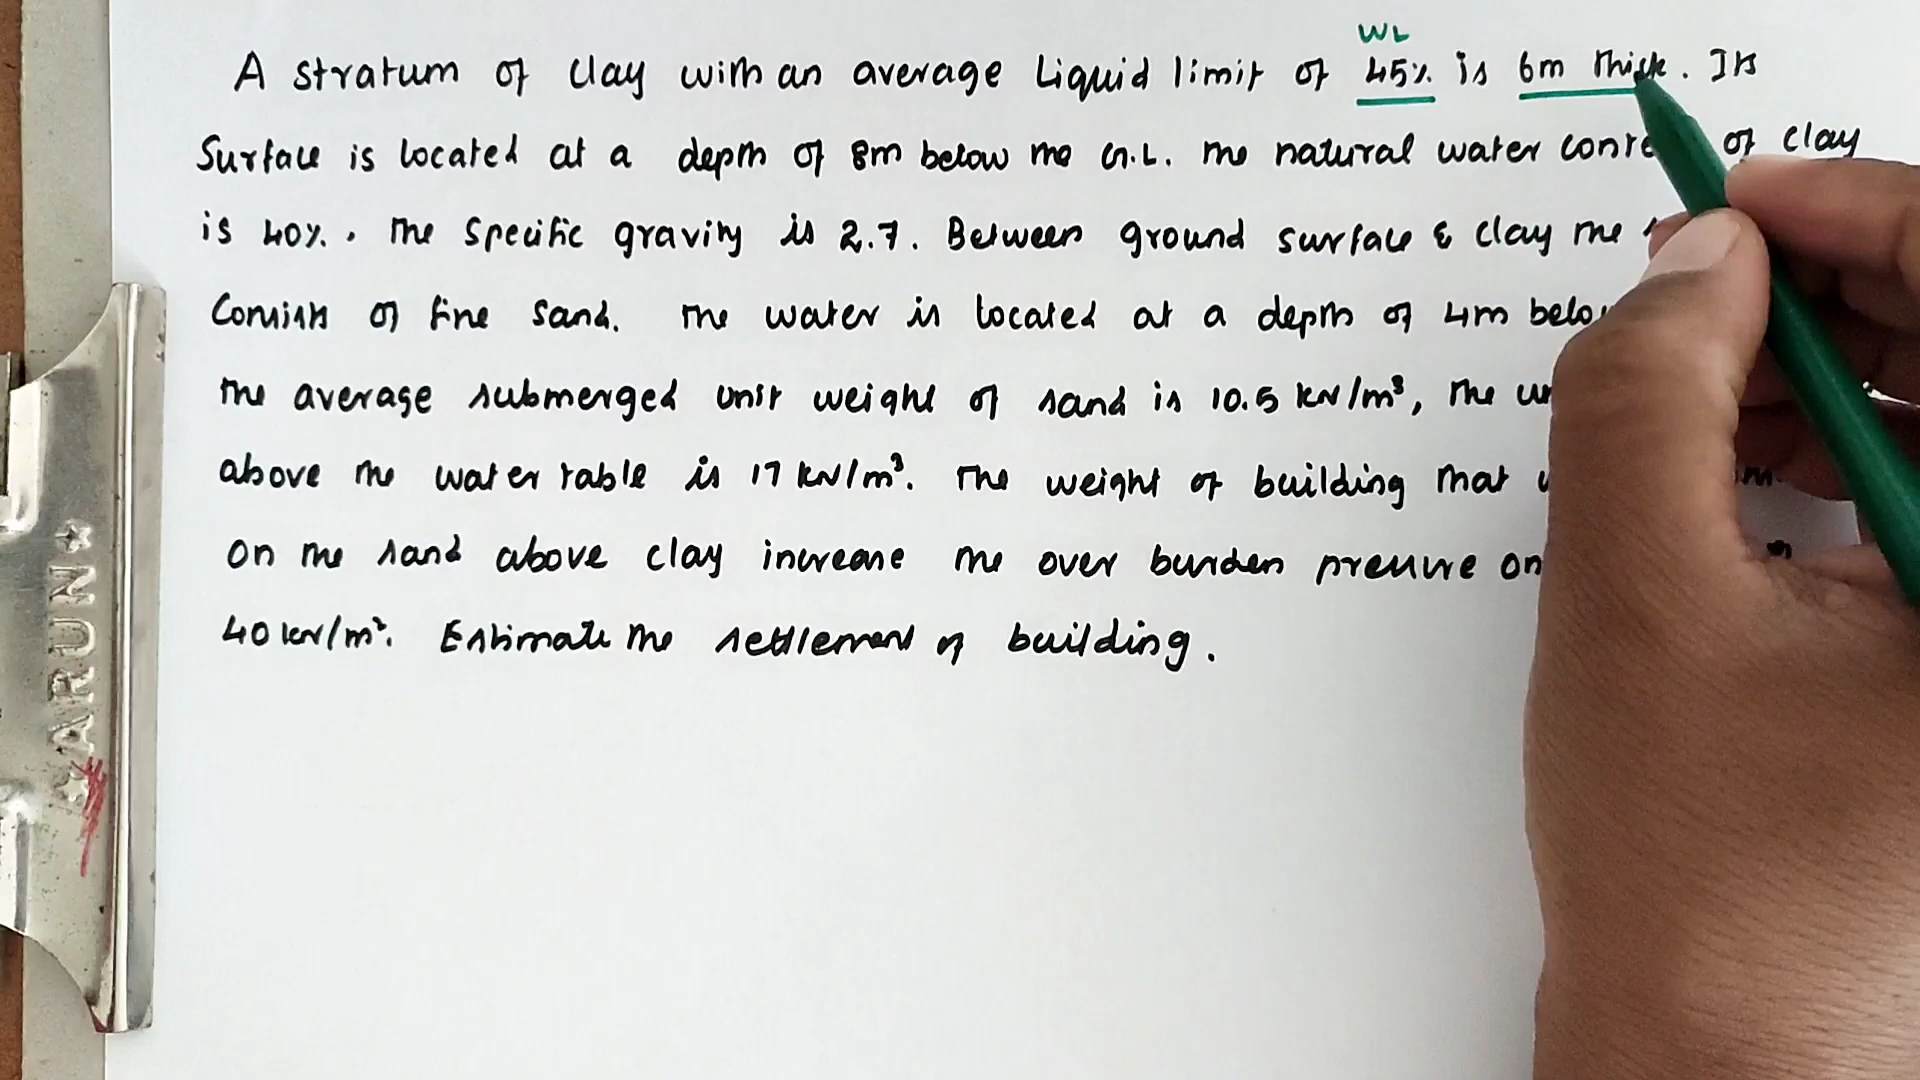 WL
A stratum of clay with an average Liquid limit of 45% is 6m thick. Its
Surface is located at a depth of 8m below the G.L. The natural water of clay
is 40%. The specific gravity is 2.7. Between ground surface & clay the
Consists of fine sand. The water is located at a depth of 4m
the average submerged unit weight of sand is 10.5 kN/m³, The
above the water table is 17 kN/m³. The weight of building that
on the sand above clay increase the over burden pressure on
40 kN/m². Estimate the settlement of building.
ARUN